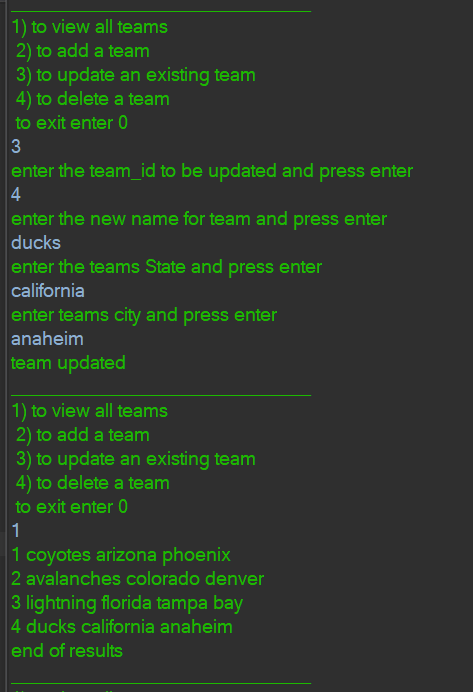 1) to view all teams
2) to add a team
3) to update an existing team
4) to delete a team
to exit enter 0
3
enter the team_id to be updated and press enter
4
enter the new name for team and press enter
ducks
enter the teams State and press enter
california
enter teams city and press enter
anaheim
team updated
1) to view all teams
2) to add a team
3) to update an existing team
4) to delete a team
to exit enter 0
1
1 coyotes arizona phoenix
2 avalanches colorado denver
3 lightning florida tampa bay
4 ducks california anaheim
end of results